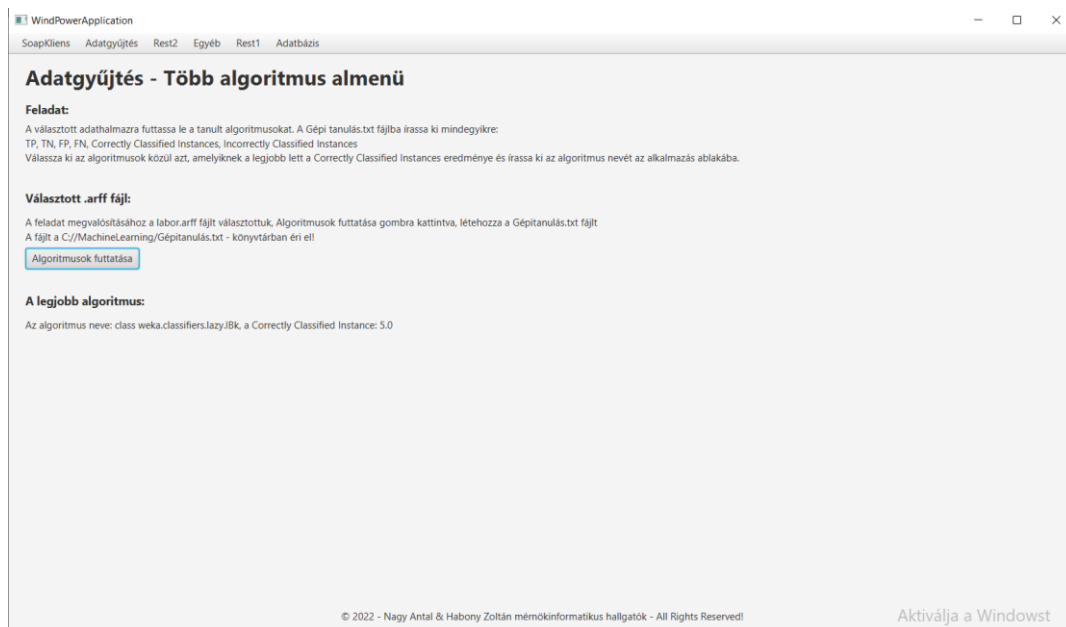 WindPowerApplication
SoapKliens Adatgyűjtés Rest2 Egyéb Rest1 Adatbázis
Adatgyűjtés - Több algoritmus almenü
Feladat:
A választott adathalmazra futtassa le a tanult algoritmusokat. A Gépi tanulás.txt fájlba írassa ki mindegyikre:
TP, TN, FP, FN, Correctly Classified Instances, Incorrectly Classified Instances
Válassza ki az algoritmusok közül azt, amelyiknek a legjobb lett a Correctly Classified Instances eredménye és írassa ki az algoritmus nevét az alkalmazás ablakába.
Választott .arff fájl:
A feladat megvalósításához a labor.arff fájlt választottuk, Algoritmusok futtatása gombra kattintva, létehozza a Gépitanulás.txt fájlt
A fájlt a C://MachineLearning/Gépitanulás.txt - könyvtárban éri el!
Algoritmusok futtatása
A legjobb algoritmus:
Az algoritmus neve: class weka.classifiers.lazy.IBk, a Correctly Classified Instance: 5.0
© 2022 - Nagy Antal & Habony Zoltán mérnökinformatikus hallgatók - All Rights Reserved!
Aktiválja a Windowst